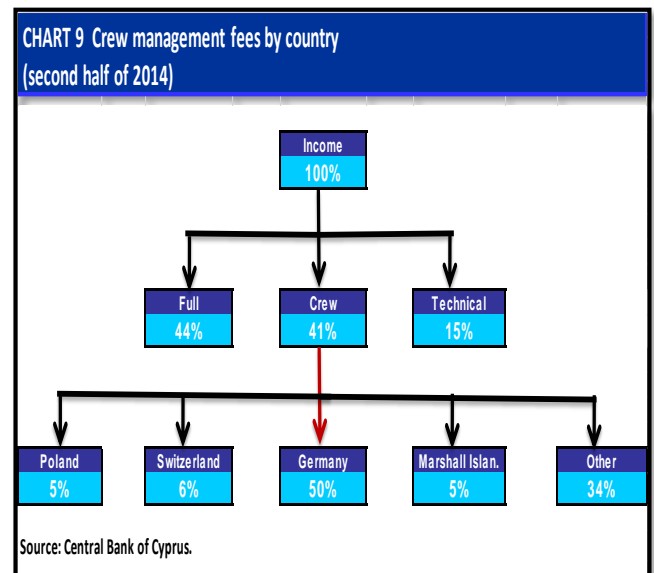 CHART 9 Crew management fees by country
(second half of 2014)
Income
100%
Full Crew Technical
44% 41% 15%
Poland Switzerland Germany Marshall Islan. Other
5% 6% 50% 5% 34%
Source: Central Bank of Cyprus.